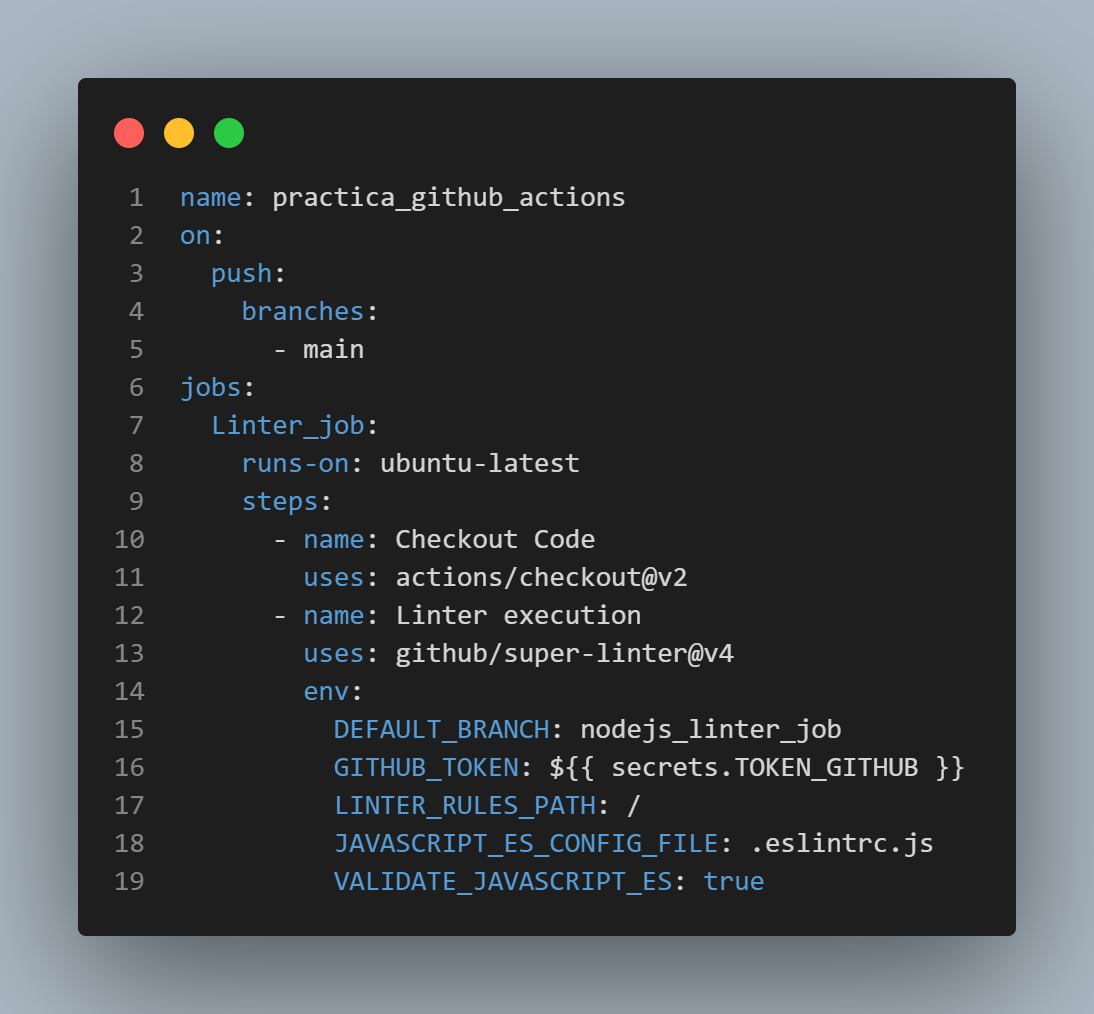 1 name: practica_github_actions
2 on:
3   push:
4     branches:
5       - main
6 jobs:
7   Linter_job:
8     runs-on: ubuntu-latest
9     steps:
10       - name: Checkout Code
11         uses: actions/checkout@v2
12       - name: Linter execution
13         uses: github/super-linter@v4
14         env:
15           DEFAULT_BRANCH: nodejs_linter_job
16           GITHUB_TOKEN: ${{ secrets.TOKEN_GITHUB }}
17           LINTER_RULES_PATH: /
18           JAVASCRIPT_ES_CONFIG_FILE: .eslintrc.js
19           VALIDATE_JAVASCRIPT_ES: true